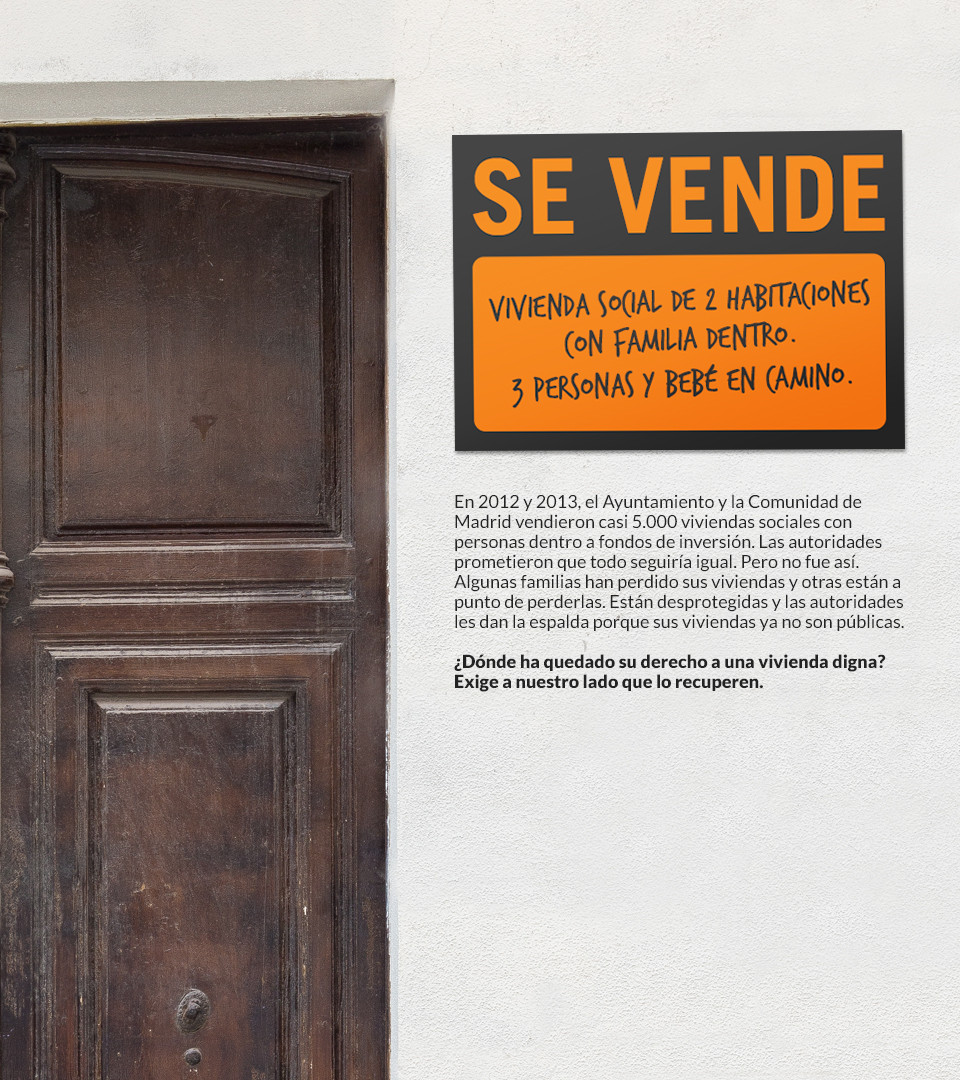 SE VENDE
VIVIENDA SOCIAL DE 2 HABITACIONES
CON FAMILIA DENTRO.
3 PERSONAS Y BEBÉ EN CAMINO.
En 2012 y 2013, el Ayuntamiento y la Comunidad de
Madrid vendieron casi 5.000 viviendas sociales con
personas dentro a fondos de inversión. Las autoridades
prometieron que todo seguiría igual. Pero no fue así.
Algunas familias han perdido sus viviendas y otras están a
punto de perderlas. Están desprotegidas y las autoridades
les dan la espalda porque sus viviendas ya no son públicas.
¿Dónde ha quedado su derecho a una vivienda digna?
Exige a nuestro lado que lo recuperen.